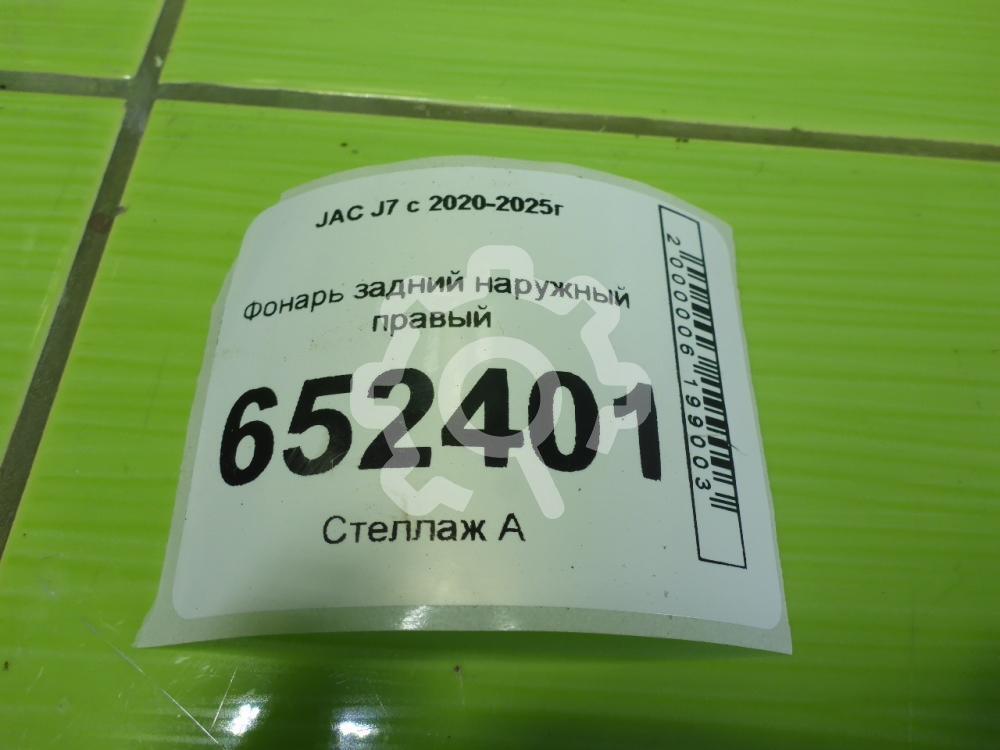 JAC J7 с 2020-2025г
Фонарь задний наружный
правый
652401
Стеллаж А
2000006199003